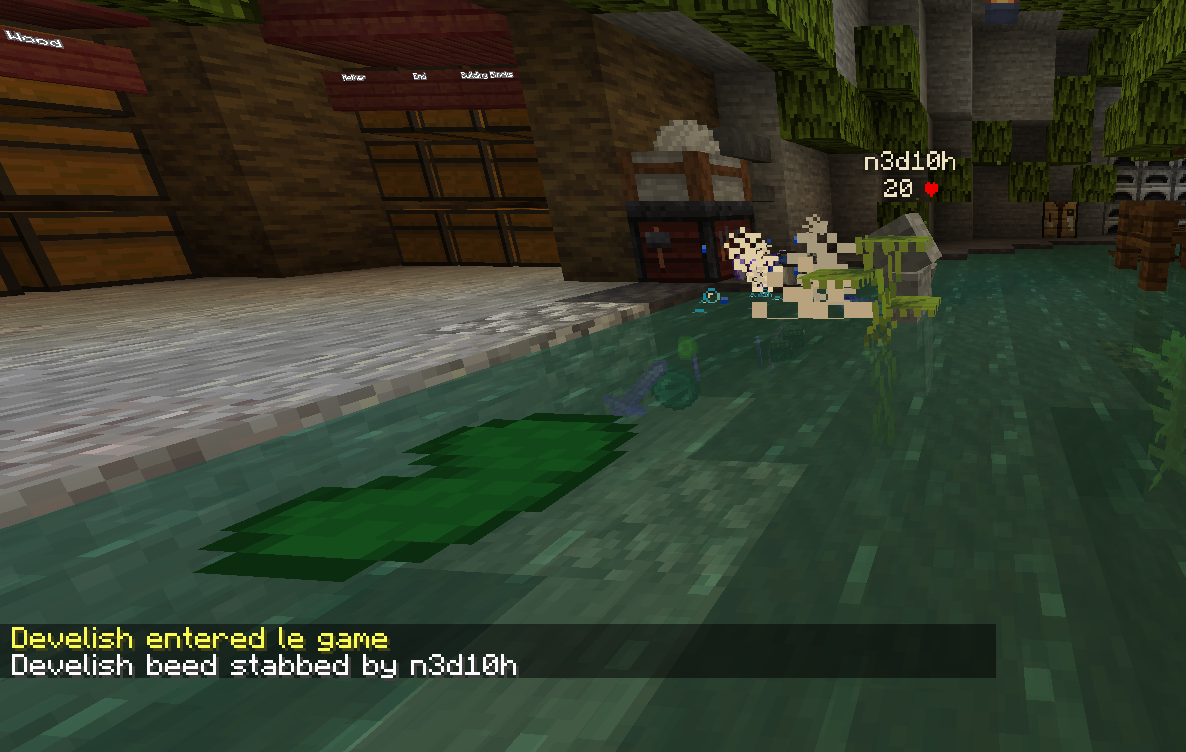 Wood
Nether End Building Blocks
n3d10h
20
Develish entered le game
Develish beed stabbed by n3d10h